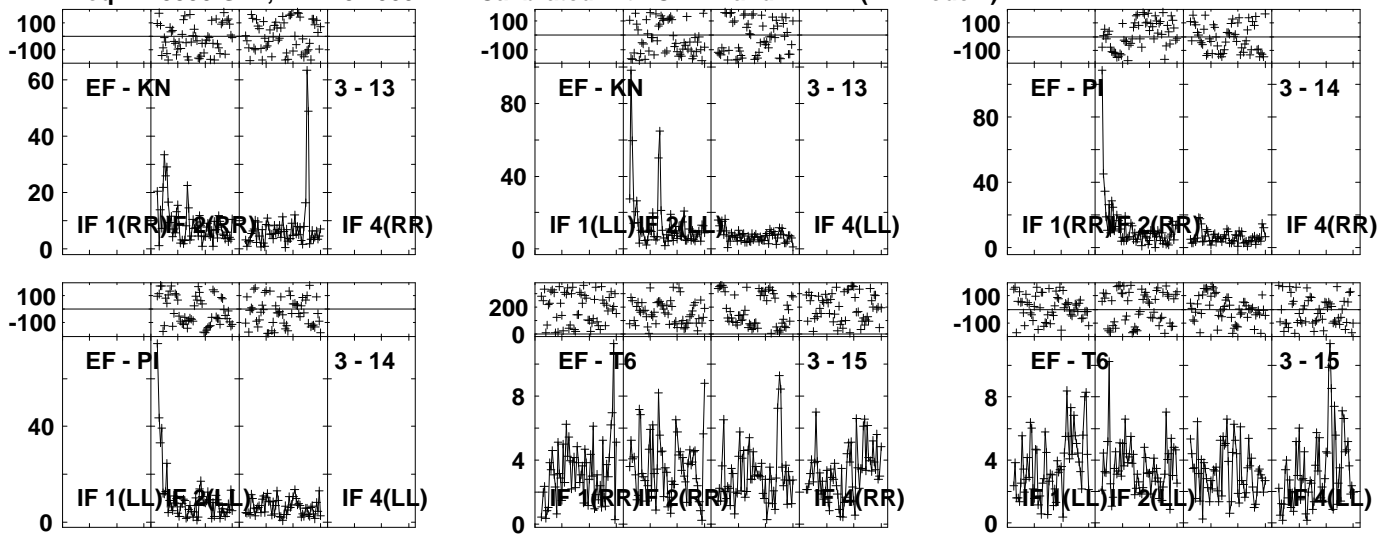 100
-100
60
40
20
0
EF - KN
3 - 13
IF 1(RR)
IF 2(RR)
IF 4(RR)
100
-100
80
40
0
EF - KN
3 - 13
IF 1(LL)
IF 2(LL)
IF 4(LL)
100
-100
80
40
0
EF - PI
3 - 14
IF 1(RR)
IF 2(RR)
IF 4(RR)
100
-100
40
0
EF - PI
3 - 14
IF 1(LL)
IF 2(LL)
IF 4(LL)
200
0
8
4
0
EF - T6
3 - 15
IF 1(RR)
IF 2(RR)
IF 4(RR)
100
-100
8
4
0
EF - T6
3 - 15
IF 1(LL)
IF 2(LL)
IF 4(LL)